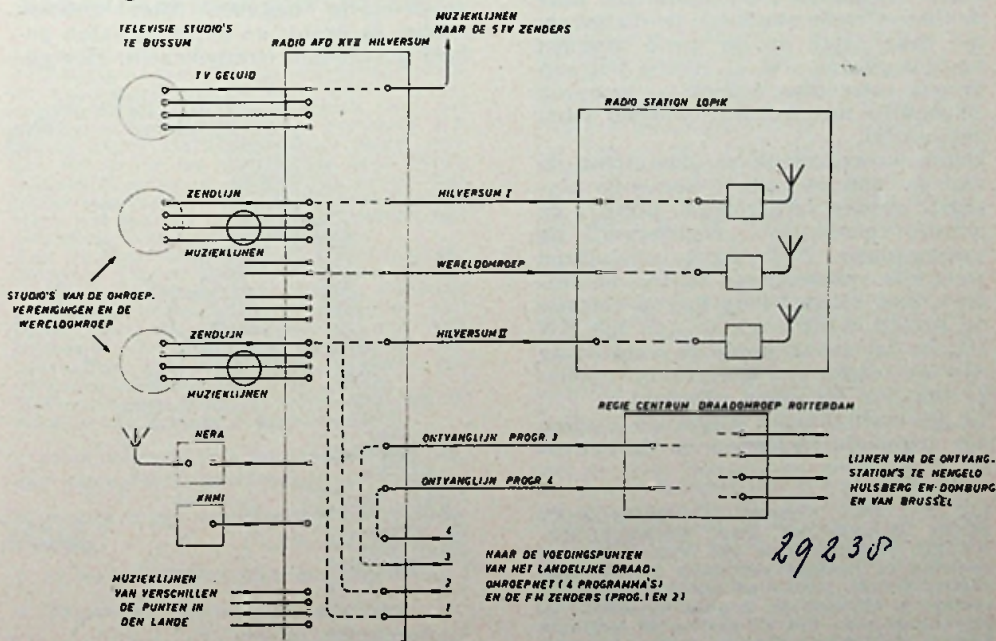 TELEVISIE STUDIO'S
TE BUSSUM
RADIO AFD XVII HILVERSUM
MUZIEKLIJNEN
NAAR DE STV ZENDERS
TV GELUID
RADIO STATION LOPIK
ZENDLIJN
HILVERSUM I
MUZIEKLIJNEN
WERELDOMROEP
STUDIO'S VAN DE OMROEP-
VERENIGINGEN EN DE
WERELDOMROEP
ZENDLIJN
HILVERSUM II
MUZIEKLIJNEN
REGIE CENTRUM DRAADOMROEP ROTTERDAM
NERA
ONTVANGLIJN PROGR. 3
LIJNEN VAN DE ONTVANG-
STATION'S TE HENGELO
HULSBERG EN DOMBURG
EN VAN BRUSSEL
ONTVANGLIJN PROGR 4
KNMI
4
3
2
1
NAAR DE VOEDINGSPUNTEN
VAN HET LANDELIJKE DRAAD-
OMROEPNET (4 PROGRAMMA'S)
EN DE FM ZENDERS (PROG. 1 EN 2)
29238
MUZIEKLIJNEN
VAN VERSCHILLEN
DE PUNTEN IN
DEN LANDE